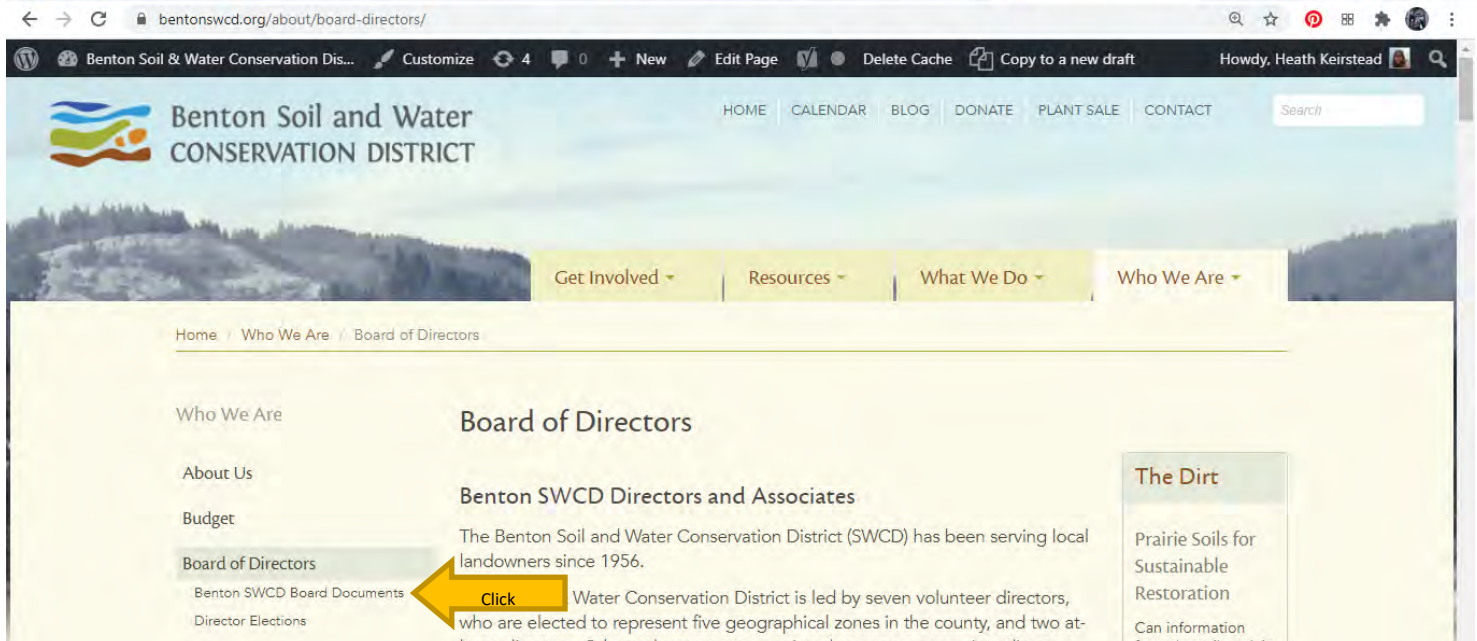 bentonswcd.org/about/board-directors/
Benton Soil & Water Conservation Dis... Customize 4 0 New Edit Page Delete Cache Copy to a new draft Howdy, Heath Keirstead
Benton Soil and Water
CONSERVATION DISTRICT
HOME CALENDAR BLOG DONATE PLANT SALE CONTACT
Search
Get Involved Resources What We Do Who We Are
Home / Who We Are / Board of Directors
Who We Are
About Us
Budget
Board of Directors
Benton SWCD Board Documents
Director Elections
Click
Board of Directors
Benton SWCD Directors and Associates
The Benton Soil and Water Conservation District (SWCD) has been serving local
landowners since 1956.
Water Conservation District is led by seven volunteer directors,
who are elected to represent five geographical zones in the county, and two at-
The Dirt
Prairie Soils for
Sustainable
Restoration
Can information